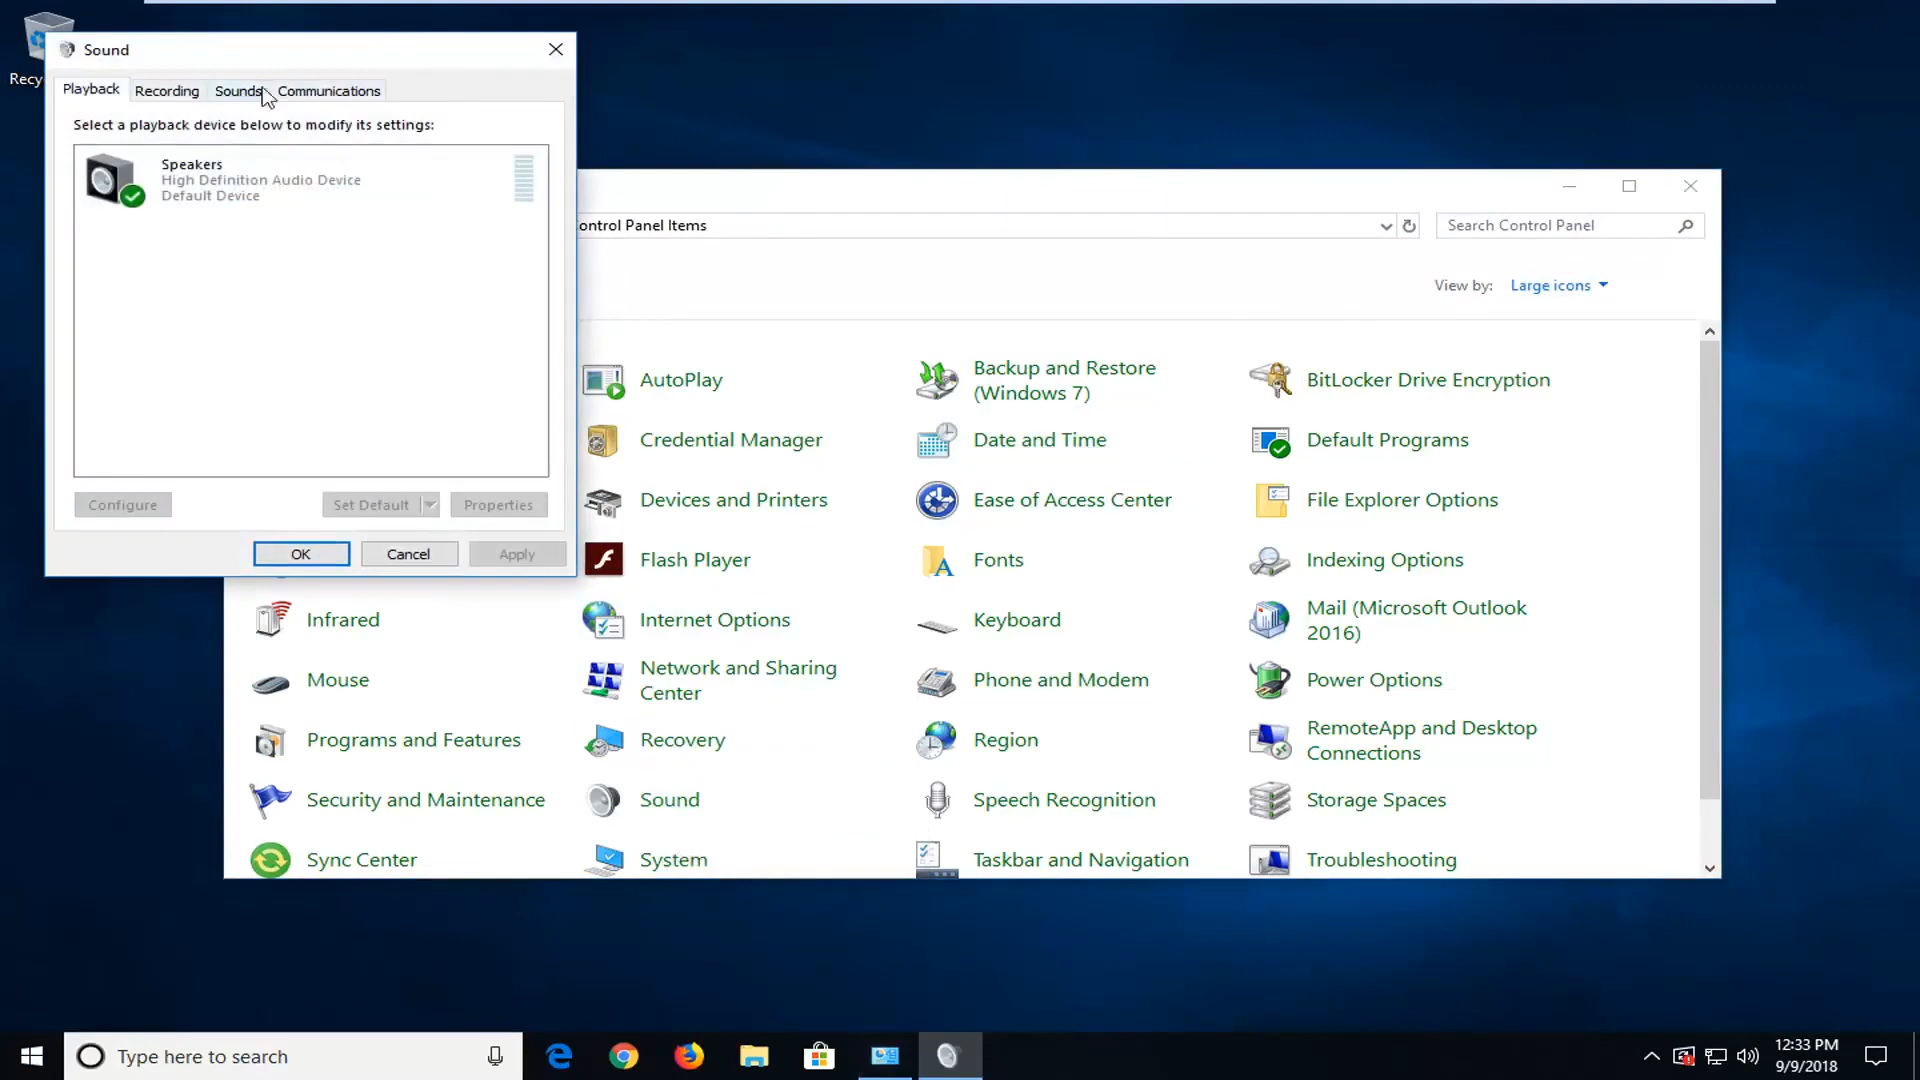 Recy
Sound
Playback
Recording
Sounds
Communications
Select a playback device below to modify its settings:
Speakers
High Definition Audio Device
Default Device
Configure
Set Default
Properties
OK
Cancel
Apply
ontrol Panel Items
Search Control Panel
View by:
Large icons
AutoPlay
Backup and Restore
(Windows 7)
BitLocker Drive Encryption
Credential Manager
Date and Time
Default Programs
Devices and Printers
Ease of Access Center
File Explorer Options
Flash Player
Fonts
Indexing Options
Infrared
Internet Options
Keyboard
Mail (Microsoft Outlook
2016)
Mouse
Network and Sharing
Center
Phone and Modem
Power Options
Programs and Features
Recovery
Region
RemoteApp and Desktop
Connections
Security and Maintenance
Sound
Speech Recognition
Storage Spaces
Sync Center
System
Taskbar and Navigation
Troubleshooting
Type here to search
12:33 PM
9/9/2018